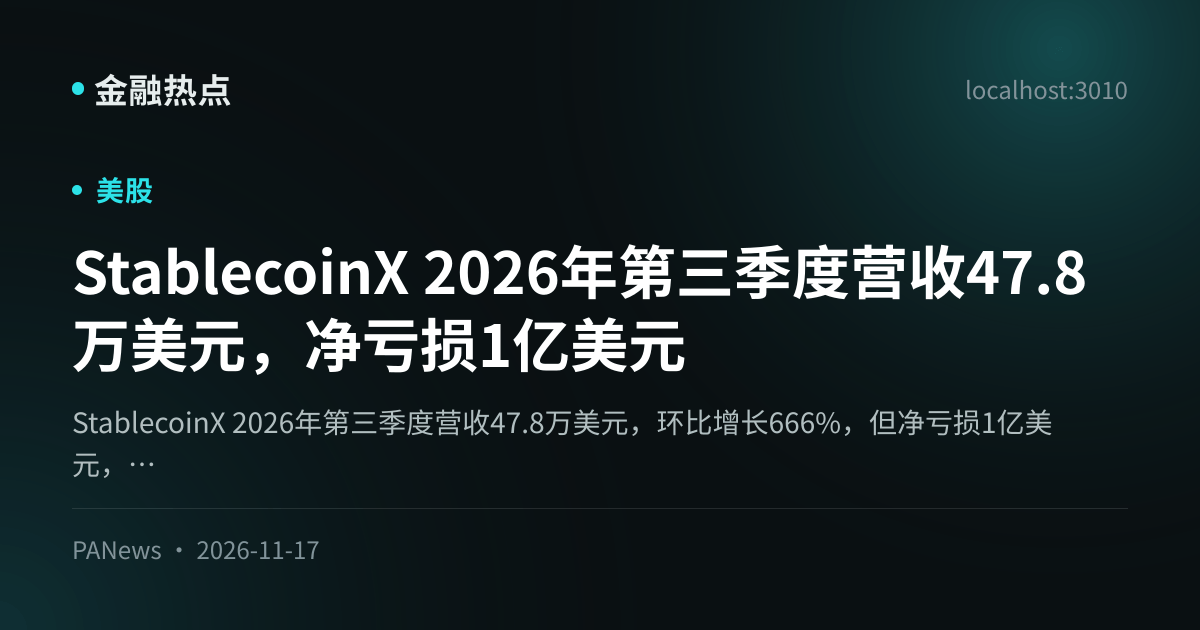 金融热点
localhost:3010
美股
StablecoinX 2026年第三季度营收47.8
万美元，净亏损1亿美元
StablecoinX 2026年第三季度营收47.8万美元，环比增长666%，但净亏损1亿美
元，…
PANews • 2026-11-17